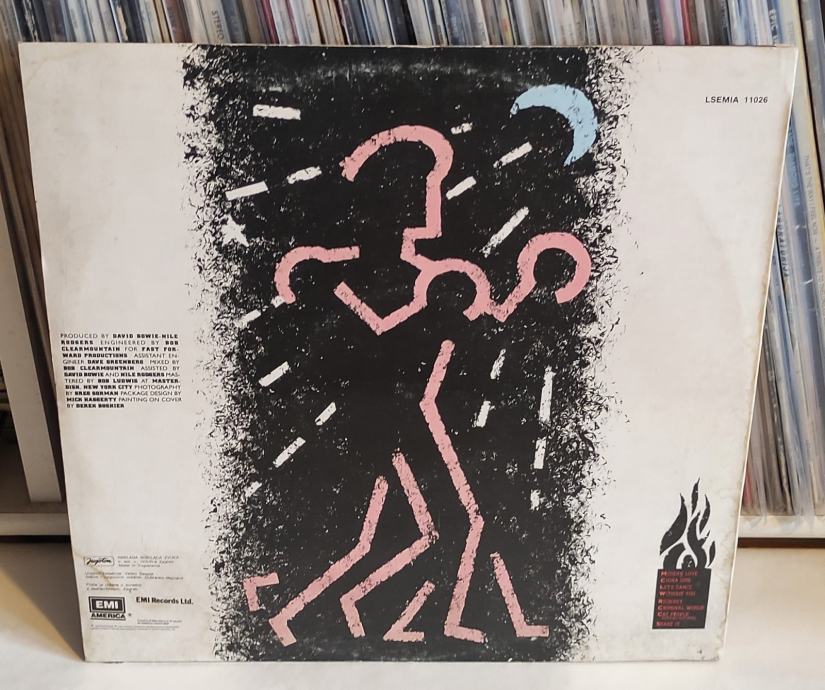 LSEMIA 11026
PRODUCED BY DAVID BOWIE·NILE
RODGERS ENGINEERED BY BOB
CLEARMOUNTAIN FOR FAST FOR-
WARD PRODUCTIONS ASSISTANT EN-
GINEER DAVE GREENBERG MIXED BY
BOB CLEARMOUNTAIN ASSISTED BY
DAVID BOWIE AND NILE RODGERS MAS-
TERED BY BOB LUDWIG AT MASTER-
DISK, NEW YORK CITY PHOTOGRAPHY
BY GREG GORMAN PACKAGE DESIGN BY
MICK HAGGERTY PAINTING ON COVER
BY DEREK BOSHIER
Jugoton
EMI
AMERICA
EMI Records Ltd.
MODERN LOVE
CHINA GIRL
LET'S DANCE
WITHOUT YOU
RICOCHET
CRIMINAL WORLD
CAT PEOPLE
SHAKE IT